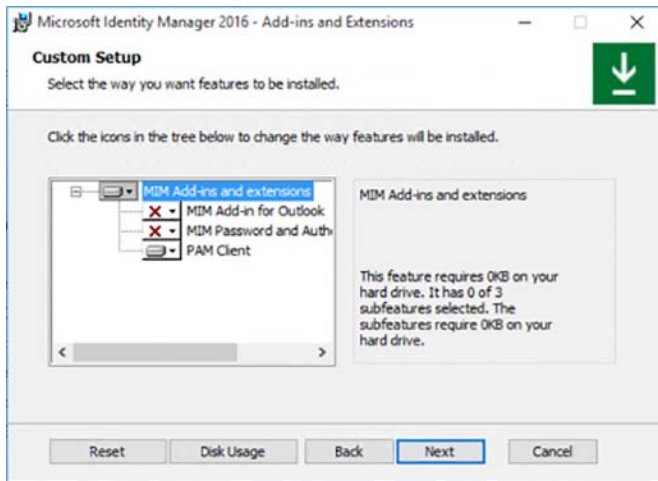 Microsoft Identity Manager 2016 - Add-ins and Extensions
Custom Setup
Select the way you want features to be installed.
Click the icons in the tree below to change the way features will be installed.
MIM Add-ins and extensions
MIM Add-in for Outlook
MIM Password and Auth
PAM Client
MIM Add-ins and extensions
This feature requires 0KB on your
hard drive. It has 0 of 3
subfeatures selected. The
subfeatures require 0KB on your
hard drive.
Reset
Disk Usage
Back
Next
Cancel